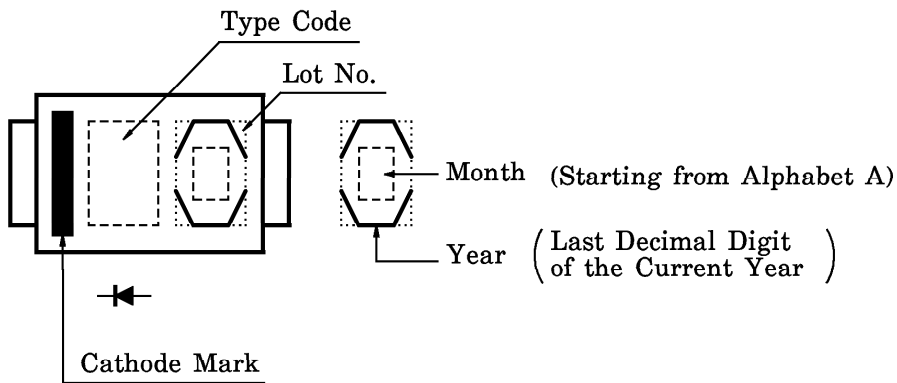 Type Code
Lot No.
Month (Starting from Alphabet A)
Year (Last Decimal Digit
of the Current Year)
Cathode Mark